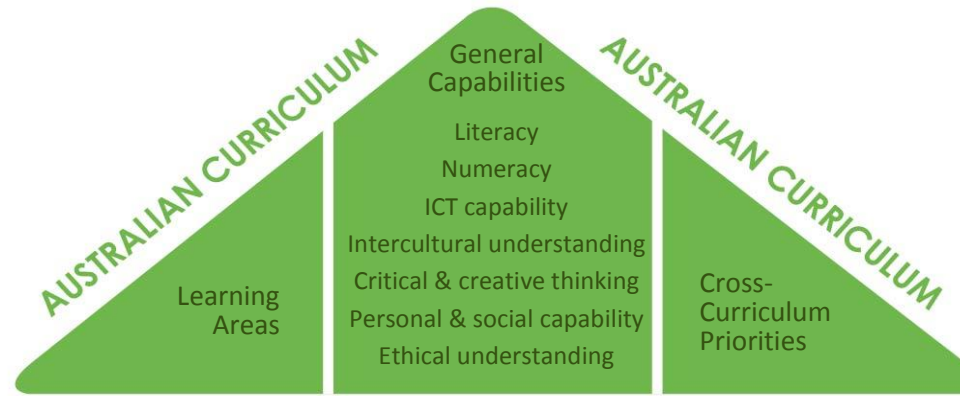 AUSTRALIAN CURRICULUM
AUSTRALIAN CURRICULUM
General
Capabilities
Literacy
Numeracy
ICT capability
Intercultural understanding
Critical & creative thinking
Personal & social capability
Ethical understanding
Learning
Areas
Cross-
Curriculum
Priorities